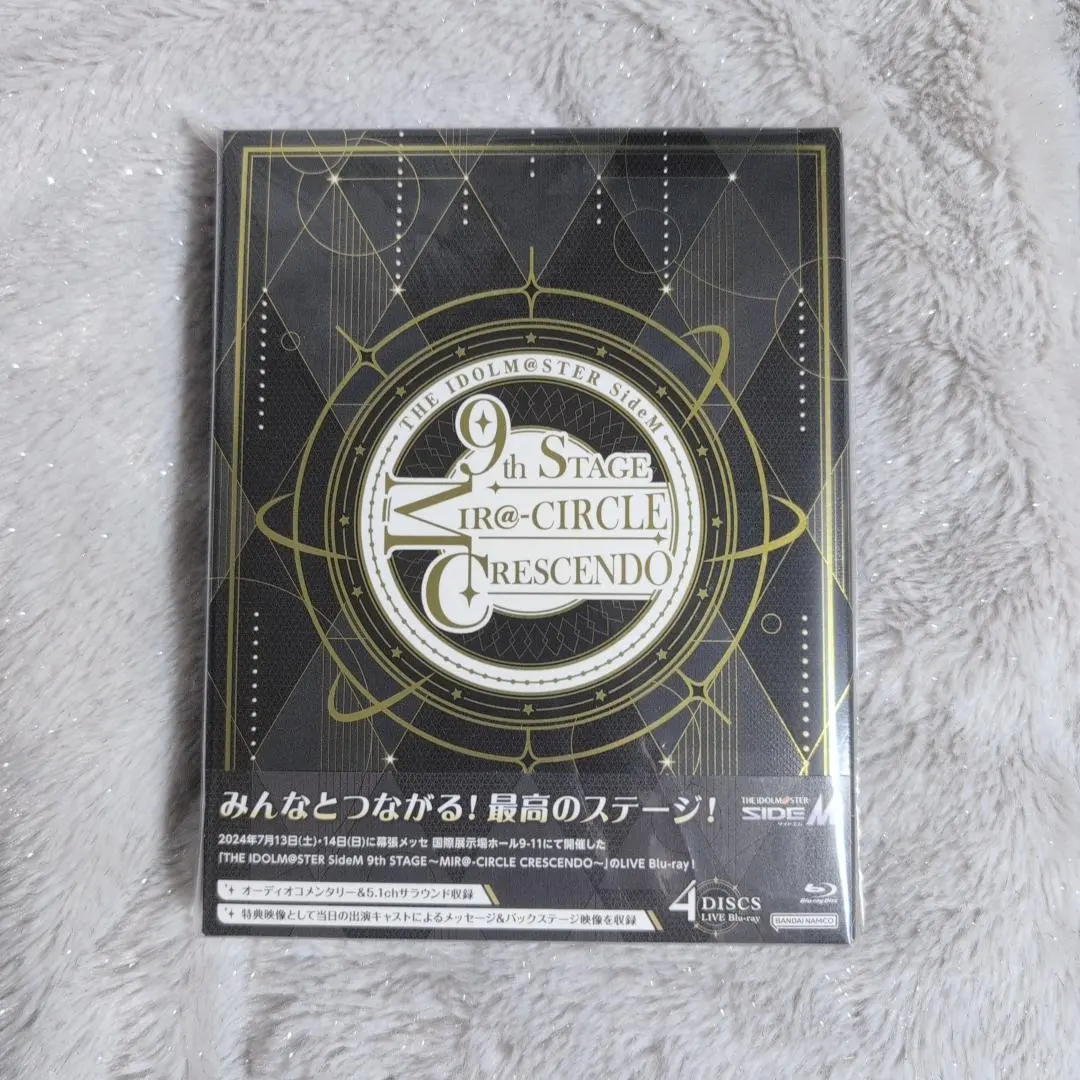 THE IDOLM@STER SideM
9th STAGE
MIR@-CIRCLE
CRESCENDO
みんなとつながる！最高のステージ！
THE IDOLM@STER
SIDEM
サイドエム
2024年7月13日(土)・14日(日)に幕張メッセ 国際展示場ホール9-11にて開催した
「THE IDOLM@STER SideM 9th STAGE～MIR@-CIRCLE CRESCENDO～」のLIVE Blu-ray！
オーディオコメンタリー&5.1chサラウンド収録
特典映像として当日の出演キャストによるメッセージ&バックステージ映像を収録
4 DISCS
LIVE Blu-ray
Blu-ray Disc
BANDAI NAMCO